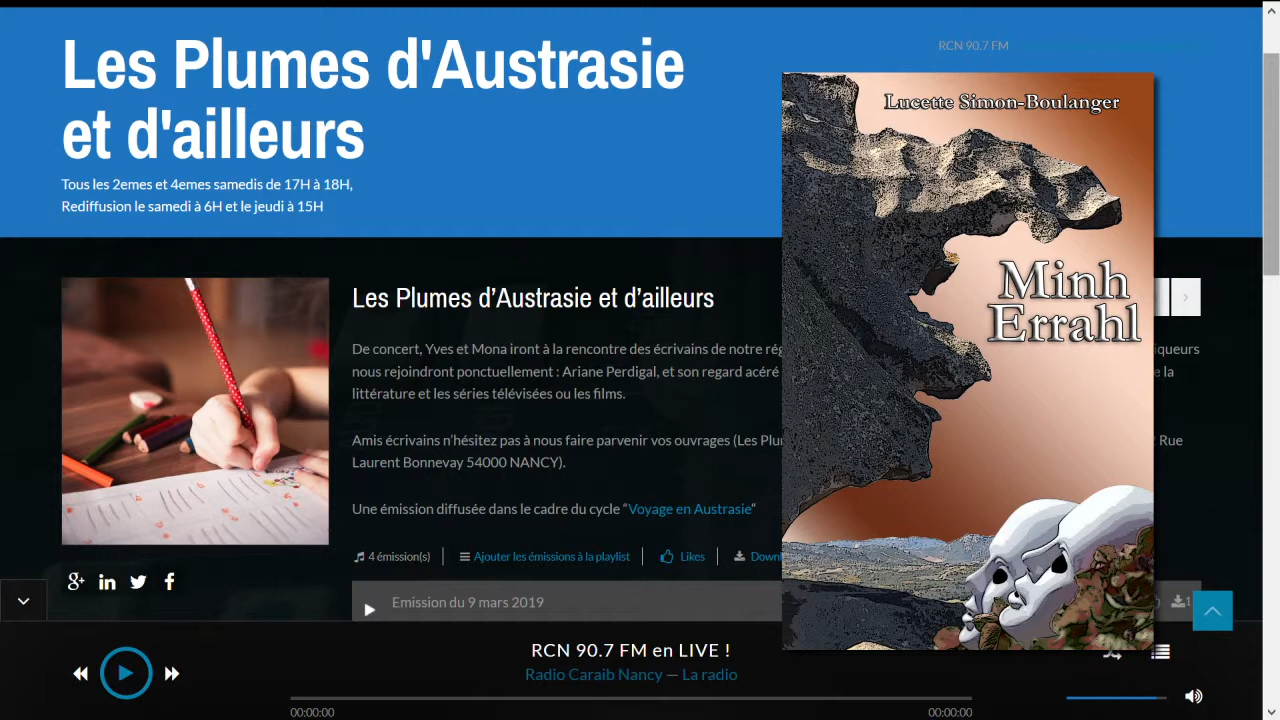 Les Plumes d'Austrasie
et d'ailleurs
Tous les 2emes et 4emes samedis de 17H à 18H,
Rediffusion le samedi à 6H et le jeudi à 15H
RCN 90.7 FM
Lucette Simon-Boulanger
Minh
Errahl
Les Plumes d’Austrasie et d’ailleurs
De concert, Yves et Mona iront à la rencontre des écrivains de notre
nous rejoindront ponctuellement : Ariane Perdigal, et son regard acéré
la
littérature et les séries télévisées ou les films.
Amis écrivains n’hésitez pas à nous faire parvenir vos ouvrages (Les
Rue
Laurent Bonnevay 54000 NANCY).
Une émission diffusée dans le cadre du cycle “Voyage en Austrasie“
4 émission(s)
Ajouter les émissions à la playlist
Likes
Emission du 9 mars 2019
1
RCN 90.7 FM en LIVE !
Radio Caraib Nancy — La radio
00:00:00
00:00:00